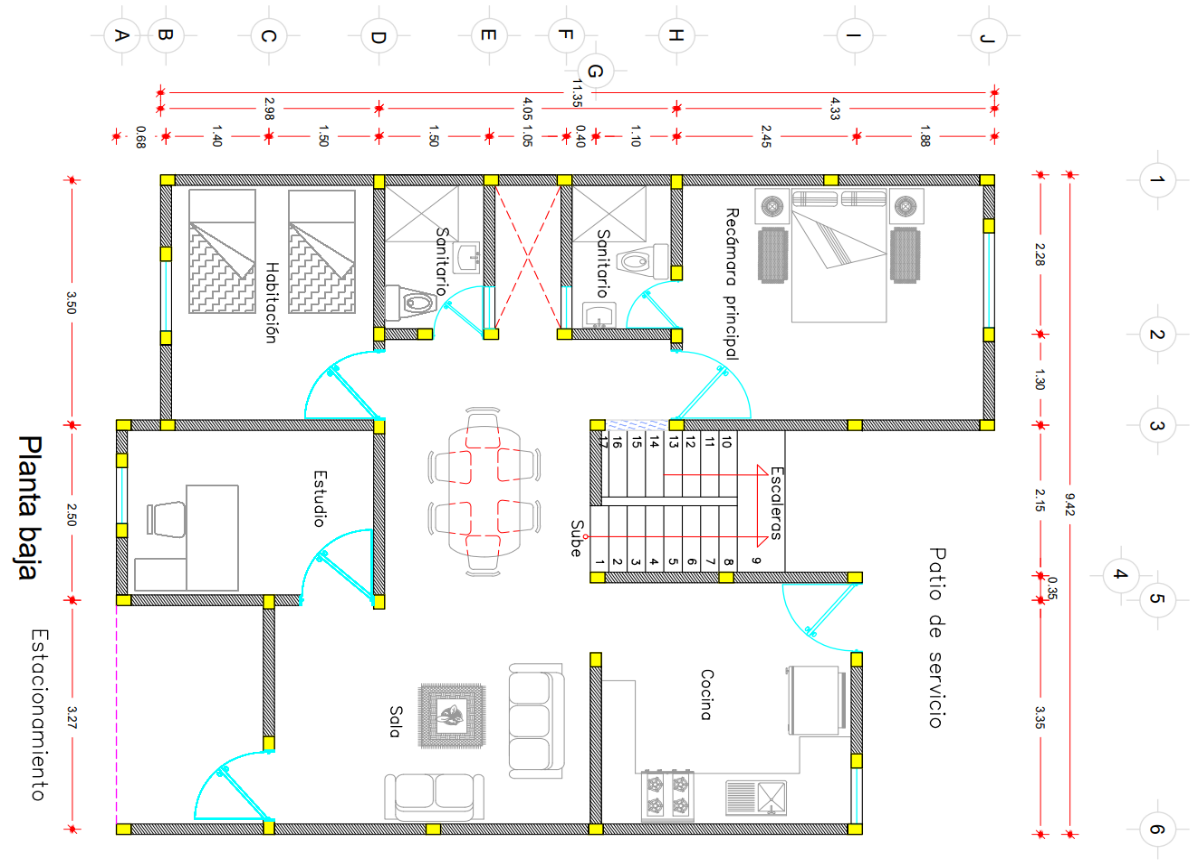 A
B
C
D
E
F
G
H
I
J
11.35
2.98
4.05
4.33
0.68
1.40
1.50
1.50
1.05
0.40
1.10
2.45
1.88
1
2
3
4
5
6
2.28
1.30
2.15
0.35
3.35
9.42
3.50
2.50
3.27
Habitación
Sanitario
Sanitario
Recámara principal
Estudio
Escaleras
Sube
17
16
15
14
13
12
11
10
1
2
3
4
5
6
7
8
9
Sala
Cocina
Patio de servicio
Estacionamiento
Planta baja